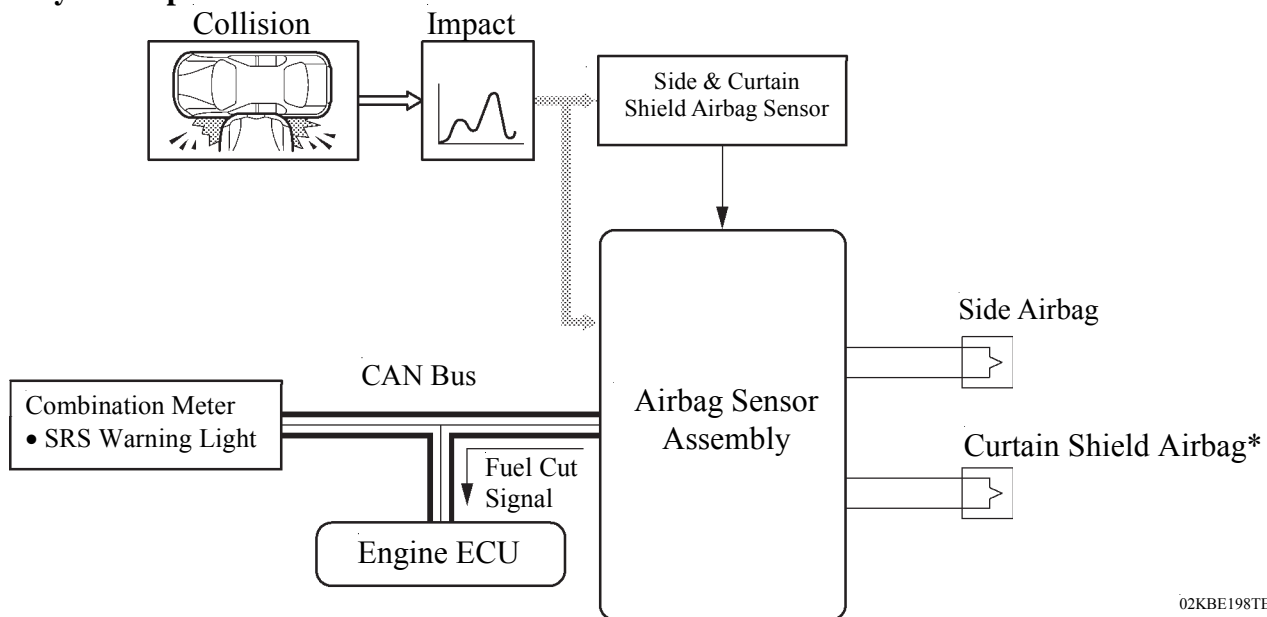 Collision
Impact
Side & Curtain
Shield Airbag Sensor
Side Airbag
CAN Bus
Airbag Sensor
Assembly
Combination Meter
• SRS Warning Light
Curtain Shield Airbag*
Fuel Cut
Signal
Engine ECU